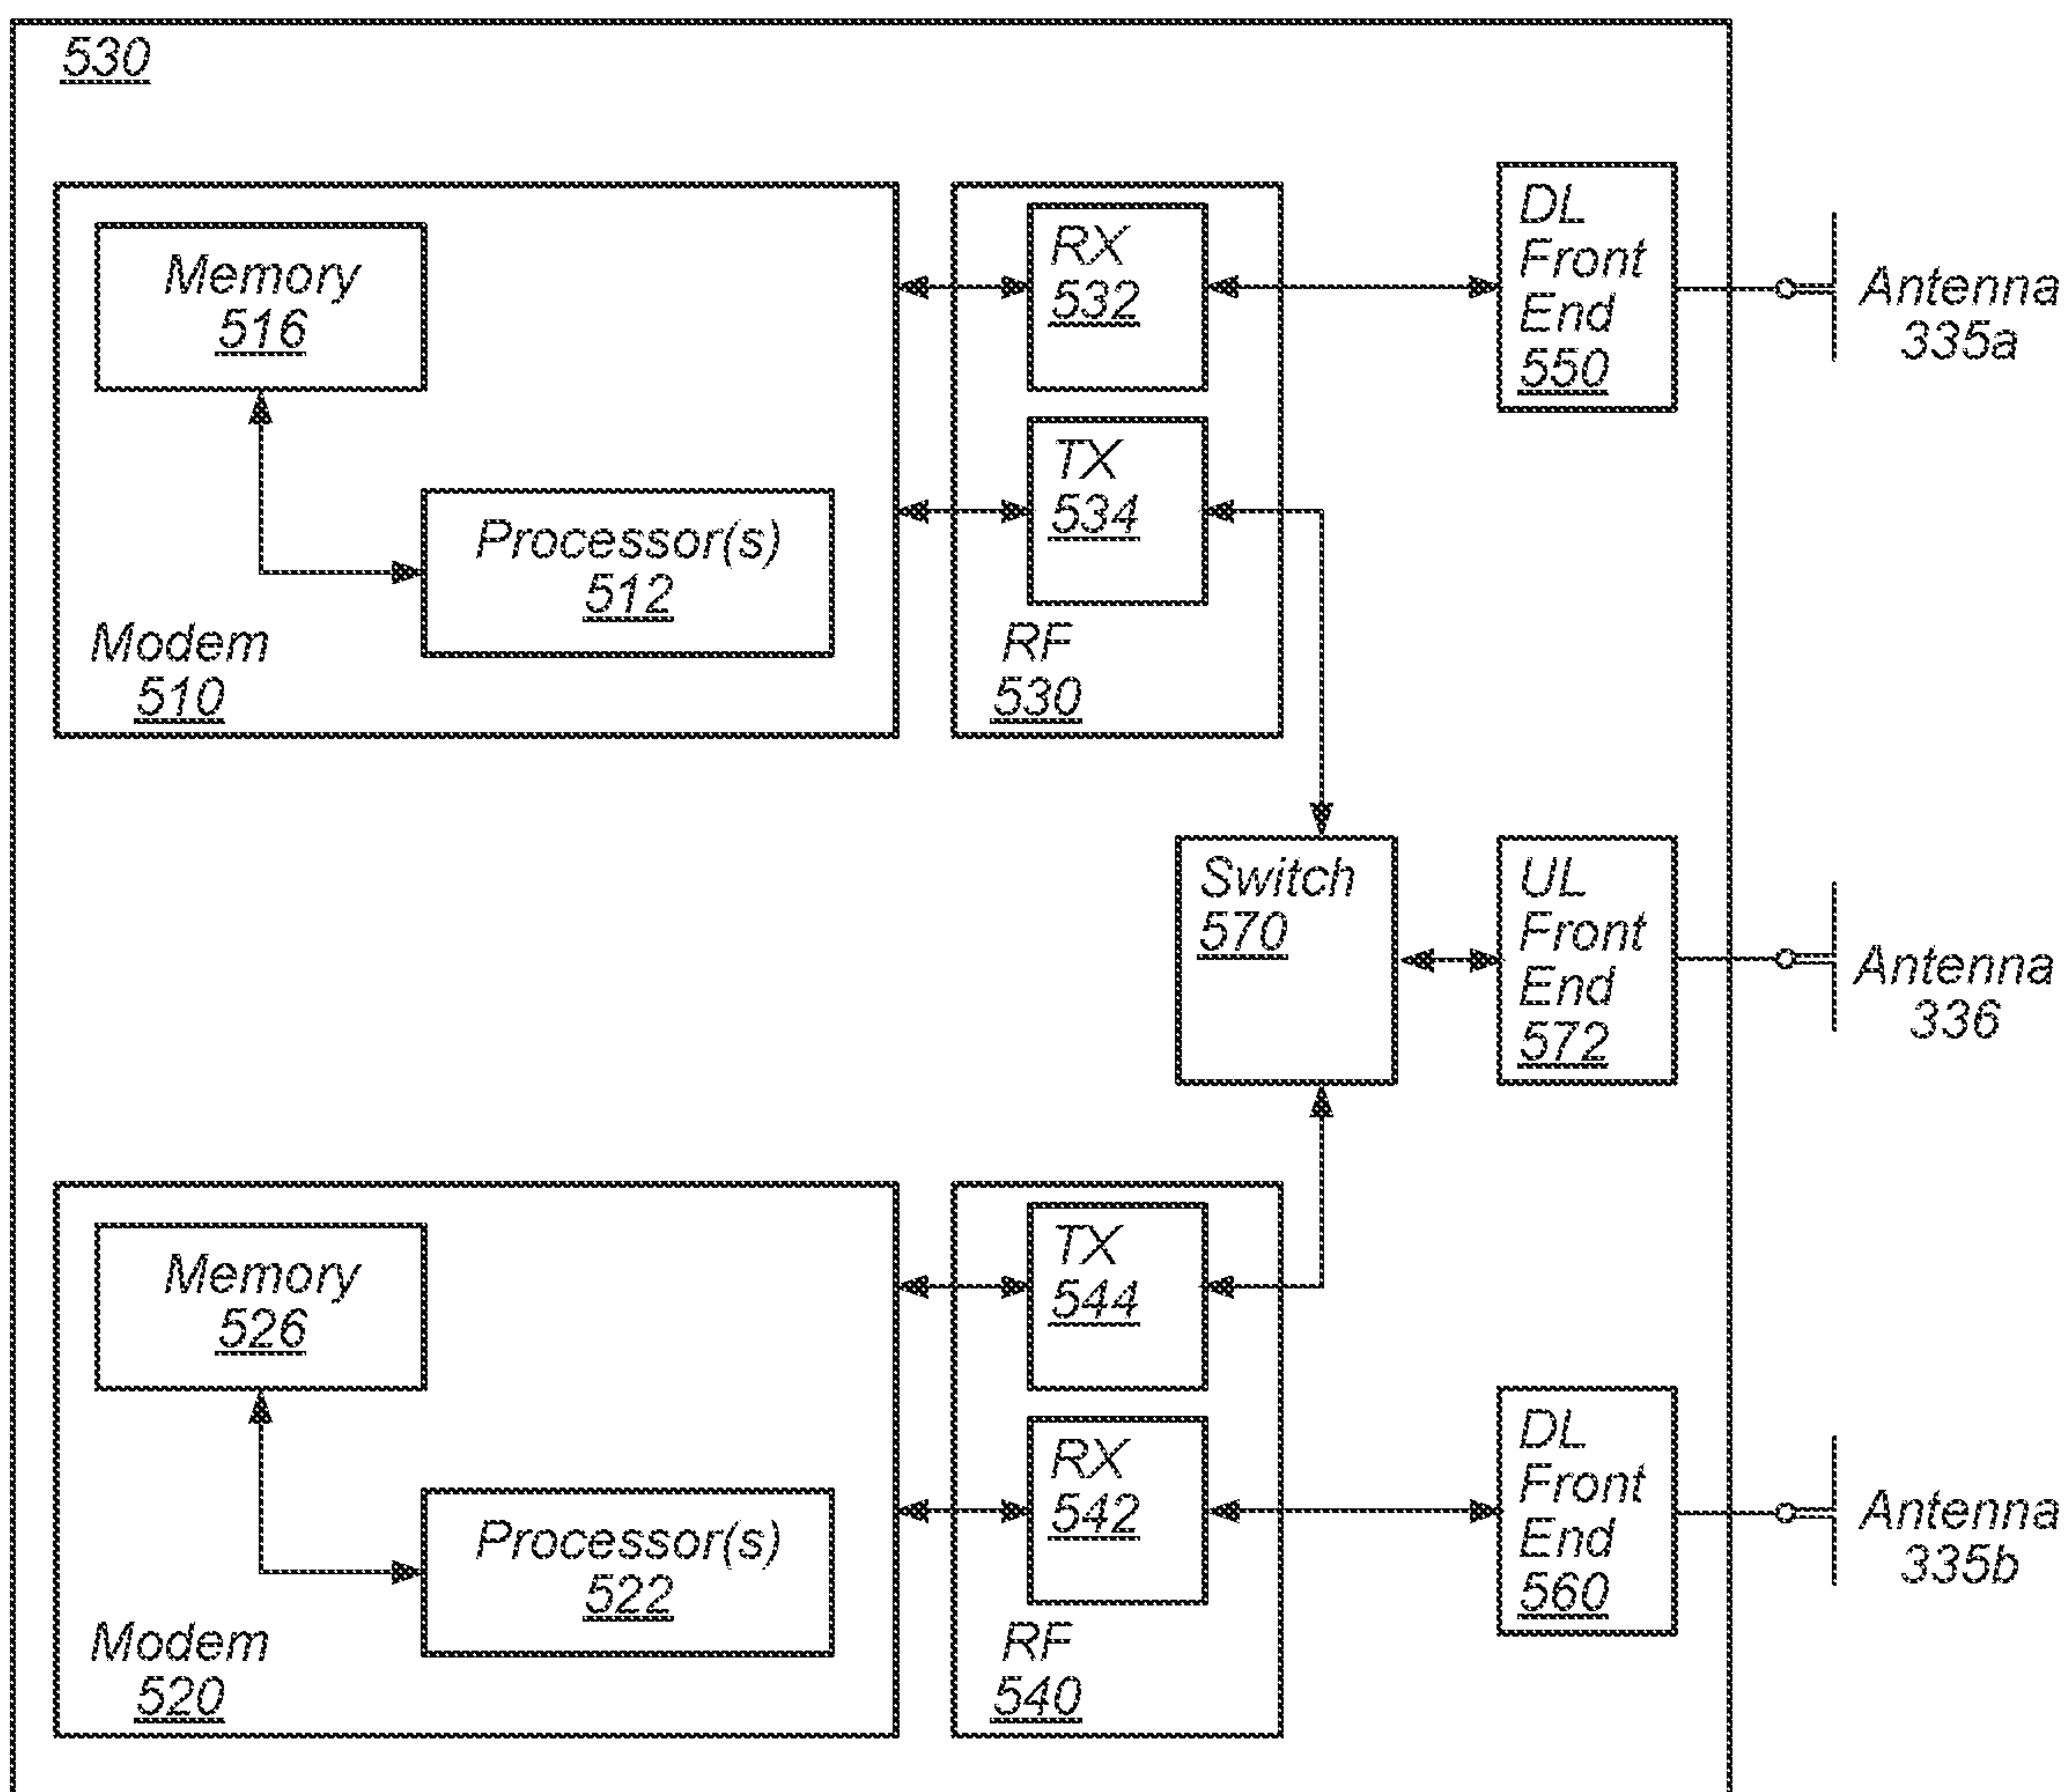 530
Memory
516
Processor(s)
512
Modem
510
RX
532
TX
534
RF
530
DL
Front
End
550
Antenna
335a
Switch
570
UL
Front
End
572
Antenna
336
Memory
526
Processor(s)
522
Modem
520
TX
544
RX
542
RF
540
DL
Front
End
560
Antenna
335b